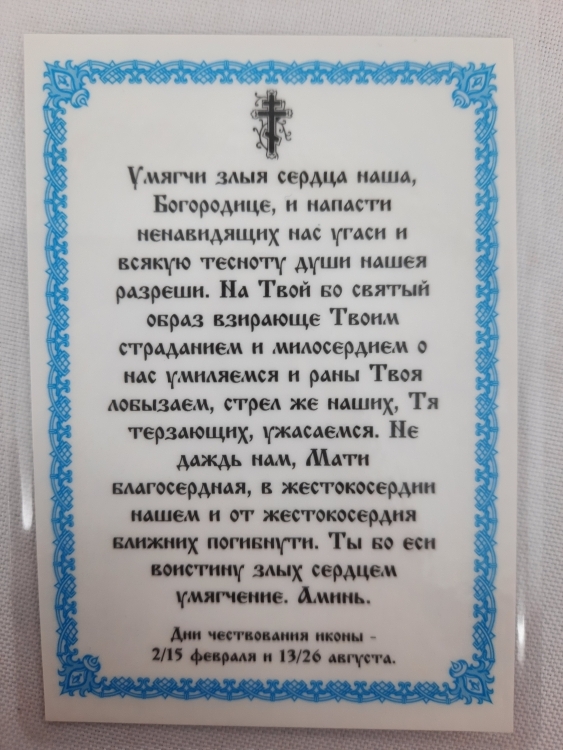 Умягчи злыя сердца наша,
Богородице, и напасти
ненавидящих нас угаси и
всякую тесноту души нашея
разреши. На Твой бо святый
образ взирающе Твоим
страданием и милосердием о
нас умиляемся и раны Твоя
лобызаем, стрел же наших, Тя
терзающих, ужасаемся. Не
даждь нам, Мати
благосердная, в жестокосердии
нашем и от жестокосердия
ближних погибнути. Ты бо еси
воистину злых сердцем
умягчение. Аминь.
Дни чествования иконы -
2/15 февраля и 13/26 августа.